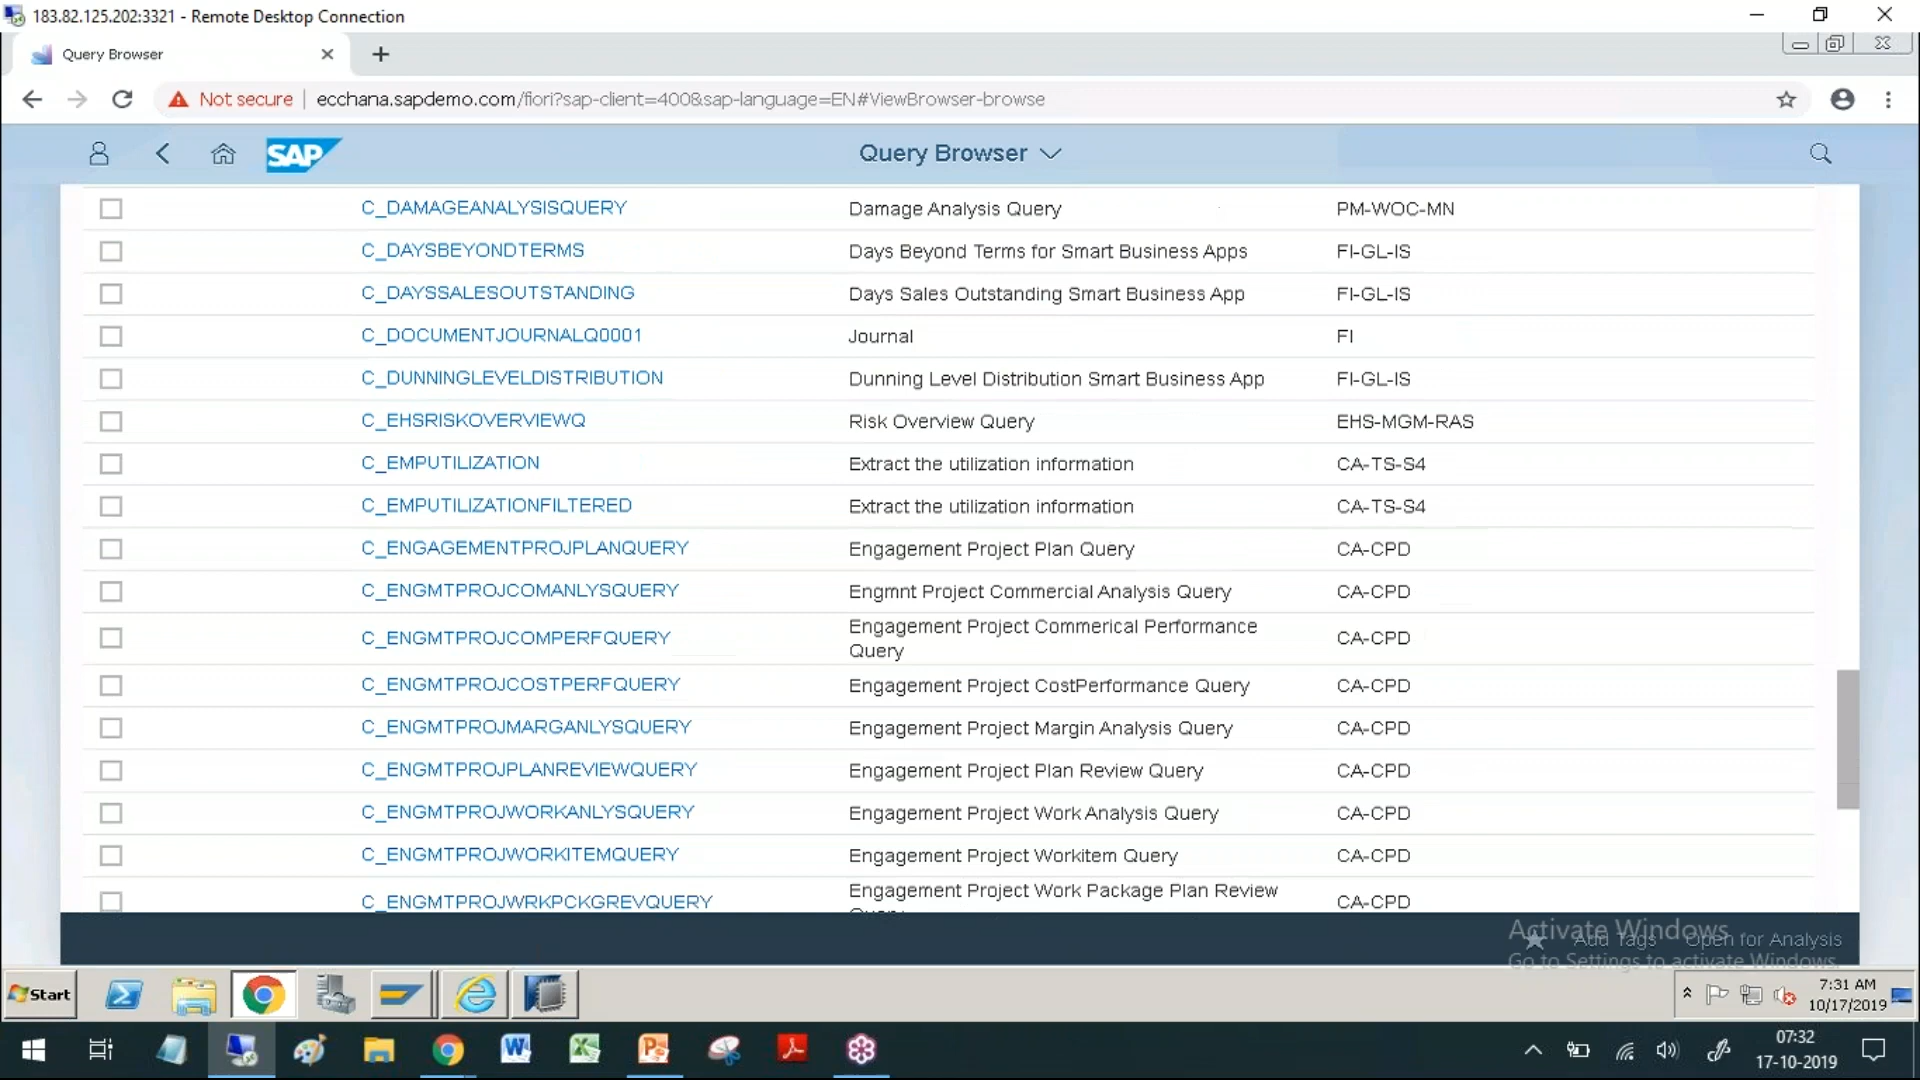 183.82.125.202:3321 - Remote Desktop Connection
Query Browser
Not secure ecchana.sapdemo.com/fiori?sap-client=400&sap-language=EN#ViewBrowser-browse
SAP Query Browser
C_DAMAGEANALYSISQUERY Damage Analysis Query PM-WOC-MN
C_DAYSBEYONDTERMS Days Beyond Terms for Smart Business Apps FI-GL-IS
C_DAYSSALESOUTSTANDING Days Sales Outstanding Smart Business App FI-GL-IS
C_DOCUMENTJOURNALQ0001 Journal FI
C_DUNNINGLEVELDISTRIBUTION Dunning Level Distribution Smart Business App FI-GL-IS
C_EHSRISKOVERVIEWQ Risk Overview Query EHS-MGM-RAS
C_EMPUTILIZATION Extract the utilization information CA-TS-S4
C_EMPUTILIZATIONFILTERED Extract the utilization information CA-TS-S4
C_ENGAGEMENTPROJPLANQUERY Engagement Project Plan Query CA-CPD
C_ENGMTPROJCOMANLYSQUERY Engmnt Project Commercial Analysis Query CA-CPD
C_ENGMTPROJCOMPERFQUERY Engagement Project Commerical Performance Query CA-CPD
C_ENGMTPROJCOSTPERFQUERY Engagement Project CostPerformance Query CA-CPD
C_ENGMTPROJMARGANLYSQUERY Engagement Project Margin Analysis Query CA-CPD
C_ENGMTPROJPLANREVIEWQUERY Engagement Project Plan Review Query CA-CPD
C_ENGMTPROJWORKANLYSQUERY Engagement Project Work Analysis Query CA-CPD
C_ENGMTPROJWORKITEMQUERY Engagement Project Workitem Query CA-CPD
C_ENGMTPROJWRKPCKGREVQUERY Engagement Project Work Package Plan Review CA-CPD
Activate Windows
Add Tags Open for Analysis
Go to Settings to activate Windows.
Start
7:31 AM
10/17/2019
07:32
17-10-2019